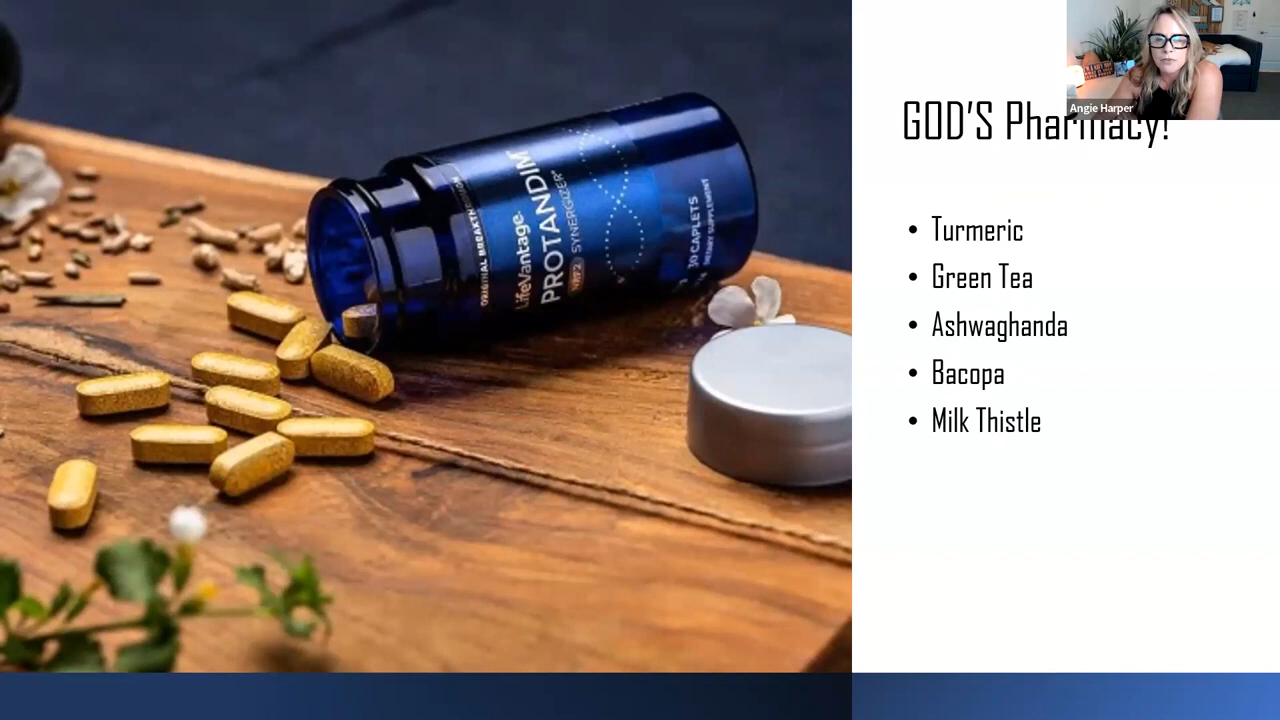 Angie Harper
GOD'S Pharmacy!
• Turmeric
• Green Tea
• Ashwaghanda
• Bacopa
• Milk Thistle
ORIGINAL BREAKTHROUGH
LifeVantage
PROTANDIM
NRF2 SYNERGIZER
30 CAPLETS
DIETARY SUPPLEMENT